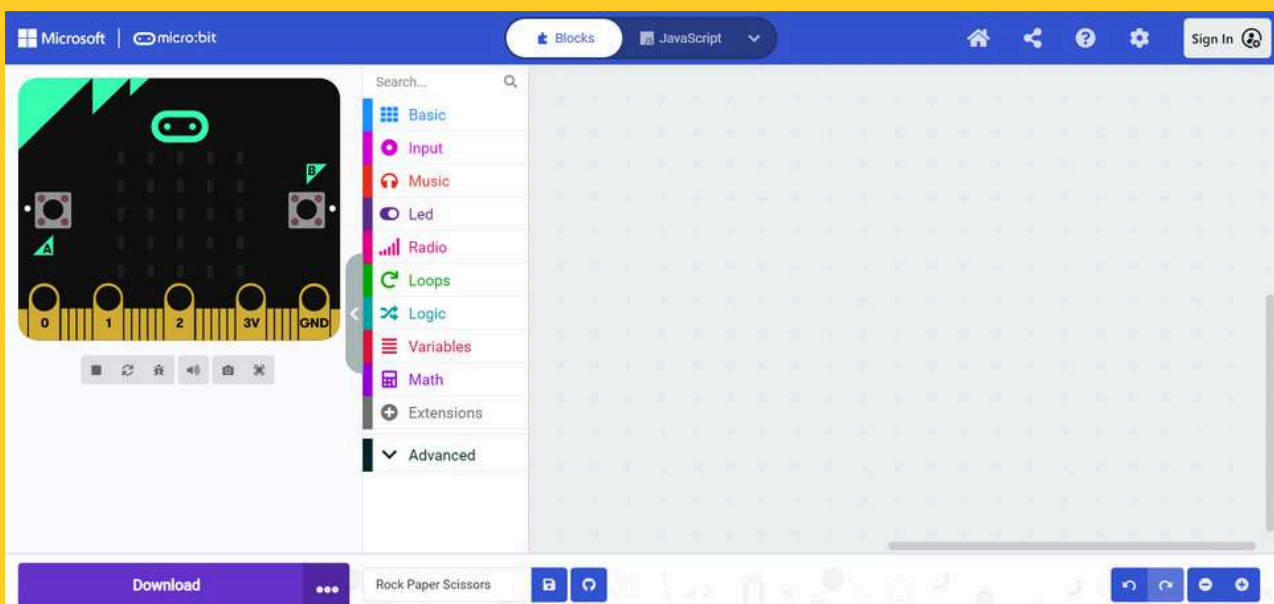 Microsoft | micro:bit
Blocks
JS JavaScript
Sign In
Search...
Basic
Input
Music
Led
Radio
Loops
Logic
Variables
Math
Extensions
Advanced
B
A
0 1 2 3V GND
Download
Rock Paper Scissors